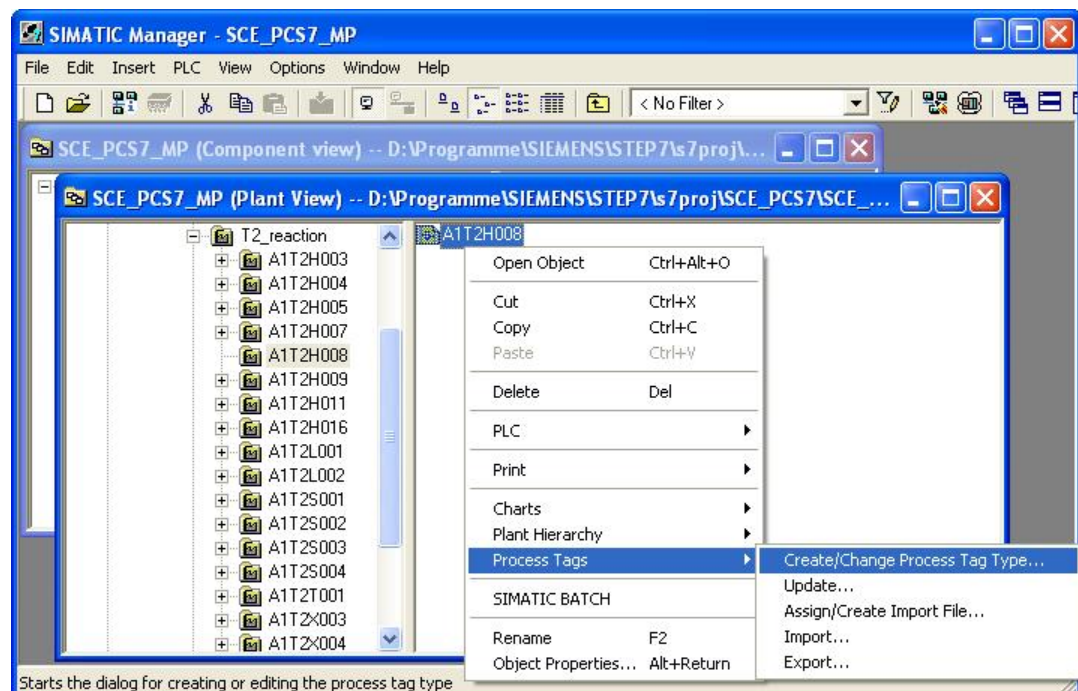 SIMATIC Manager - SCE_PCS7_MP
File Edit Insert PLC View Options Window Help
< No Filter >
SCE_PCS7_MP (Component view) -- D:\Programme\SIEMENS\STEP7\s7proj\...
SCE_PCS7_MP (Plant View) -- D:\Programme\SIEMENS\STEP7\s7proj\SCE_PCS7\SCE_...
T2_reaction
A1T2H003
A1T2H004
A1T2H005
A1T2H007
A1T2H008
A1T2H009
A1T2H011
A1T2H016
A1T2L001
A1T2L002
A1T2S001
A1T2S002
A1T2S003
A1T2S004
A1T2T001
A1T2X003
A1T2X004
A1T2H008
Open Object Ctrl+Alt+O
Cut Ctrl+X
Copy Ctrl+C
Paste Ctrl+V
Delete Del
PLC
Print
Charts
Plant Hierarchy
Process Tags
SIMATIC BATCH
Rename F2
Object Properties... Alt+Return
Create/Change Process Tag Type...
Update...
Assign/Create Import File...
Import...
Export...
Starts the dialog for creating or editing the process tag type